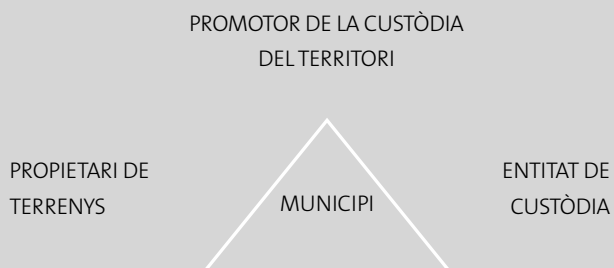 PROMOTOR DE LA CUSTÒDIA
DEL TERRITORI
PROPIETARI DE
TERRENYS
MUNICIPI
ENTITAT DE
CUSTÒDIA